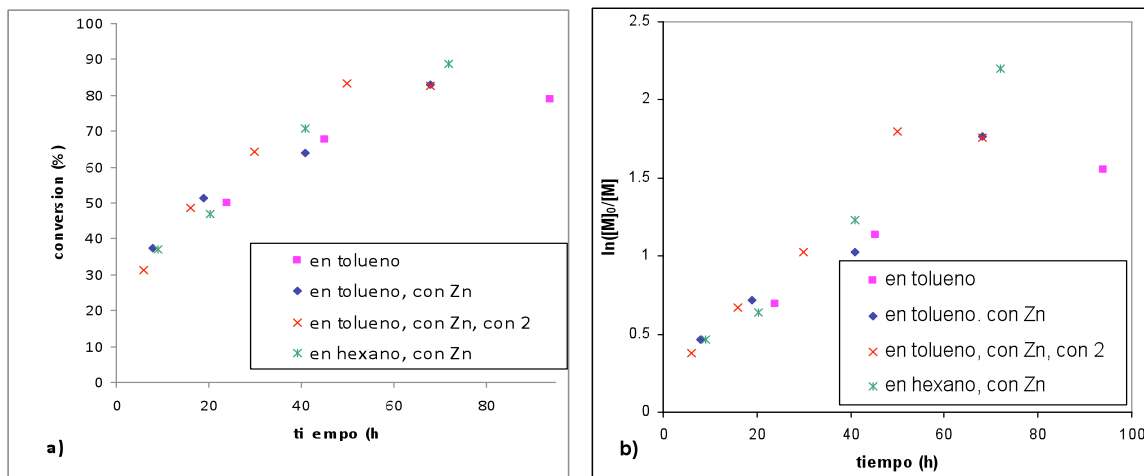 100
90
80
70
60
50
40
30
20
10
0
conversion (%)
en tolueno
en tolueno, con Zn
en tolueno, con Zn, con 2
en hexano, con Zn
0 20 40 60 80
ti empo (h
a)
b)
2.5
2
1.5
1
0.5
0
ln([M]₀/[M]
en tolueno
en tolueno. con Zn
en tolueno, con Zn, con 2
en hexano, con Zn
0 20 40 60 80 100
tiempo (h)